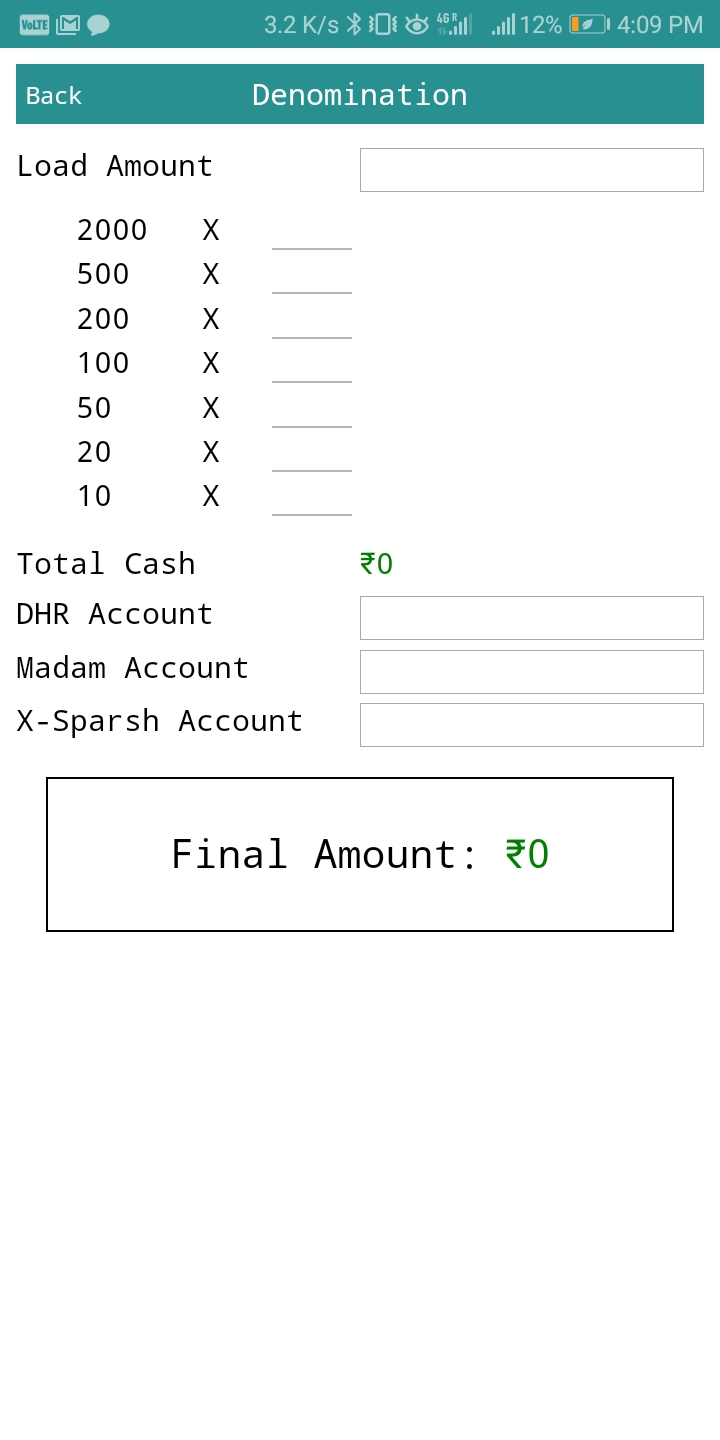 VoLTE 3.2 K/s 4G R 12% 4:09 PM
Back Denomination
Load Amount
2000 X
500 X
200 X
100 X
50 X
20 X
10 X
Total Cash ₹0
DHR Account
Madam Account
X-Sparsh Account
Final Amount: ₹0